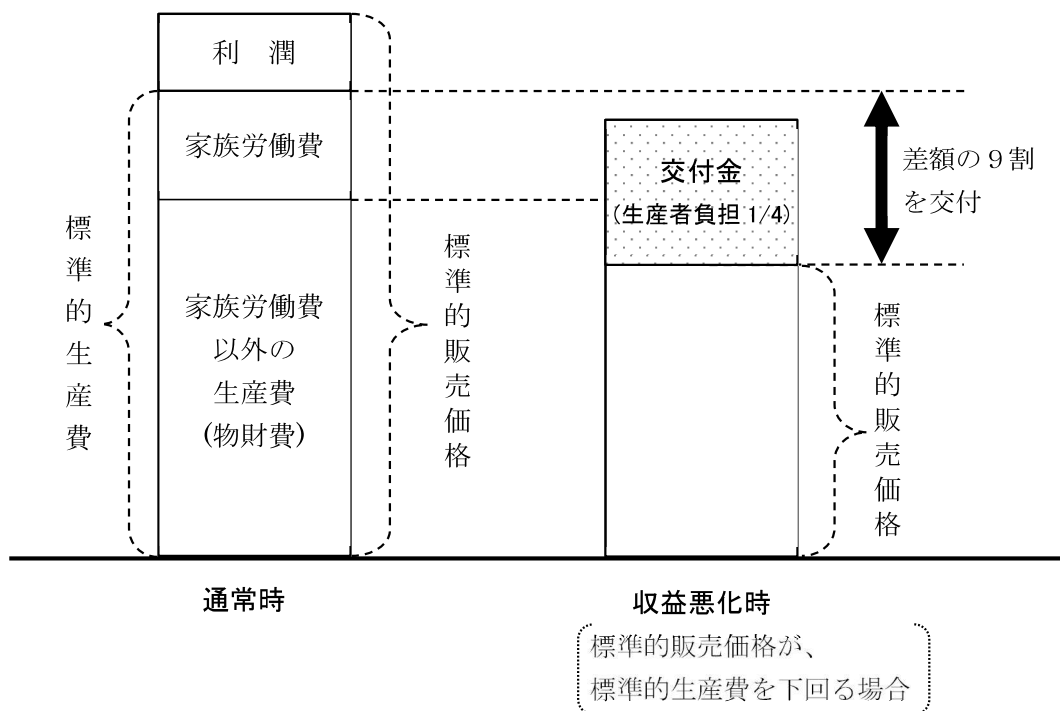 利　潤
家族労働費
家族労働費
以外の
生産費
(物財費)
標準的生産費
標準的販売価格
交付金
(生産者負担 1/4)
差額の９割
を交付
標準的販売価格
通常時
収益悪化時
標準的販売価格が、
標準的生産費を下回る場合